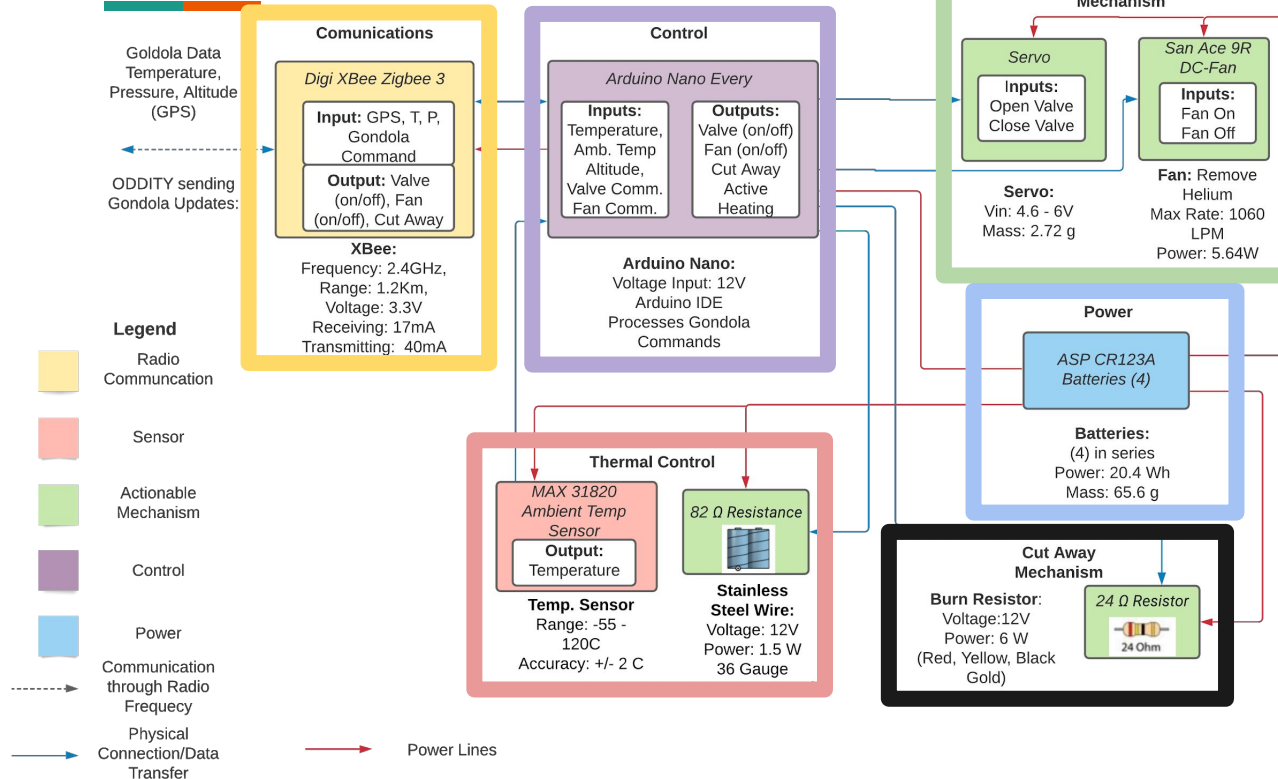 Mechanism
Comunications
Control
Goldola Data
Temperature,
Pressure, Altitude
(GPS)
ODDITY sending
Gondola Updates:
Digi XBee Zigbee 3
Input: GPS, T, P,
Gondola
Command
Output: Valve
(on/off), Fan
(on/off), Cut Away
XBee:
Frequency: 2.4GHz,
Range: 1.2Km,
Voltage: 3.3V
Receiving: 17mA
Transmitting: 40mA
Arduino Nano Every
Inputs:
Temperature,
Amb. Temp
Altitude,
Valve Comm.
Fan Comm.
Outputs:
Valve (on/off)
Fan (on/off)
Cut Away
Active
Heating
Arduino Nano:
Voltage Input: 12V
Arduino IDE
Processes Gondola
Commands
Servo
Inputs:
Open Valve
Close Valve
Servo:
Vin: 4.6 - 6V
Mass: 2.72 g
San Ace 9R
DC-Fan
Inputs:
Fan On
Fan Off
Fan: Remove
Helium
Max Rate: 1060
LPM
Power: 5.64W
Power
ASP CR123A
Batteries (4)
Batteries:
(4) in series
Power: 20.4 Wh
Mass: 65.6 g
Thermal Control
MAX 31820
Ambient Temp
Sensor
Output:
Temperature
Temp. Sensor
Range: -55 -
120C
Accuracy: +/- 2 C
82 Ω Resistance
Stainless
Steel Wire:
Voltage: 12V
Power: 1.5 W
36 Gauge
Cut Away
Mechanism
Burn Resistor:
Voltage:12V
Power: 6 W
(Red, Yellow, Black
Gold)
24 Ω Resistor
24 Ohm
Legend
Radio
Communcation
Sensor
Actionable
Mechanism
Control
Power
Communication
through Radio
Frequecy
Physical
Connection/Data
Transfer
Power Lines